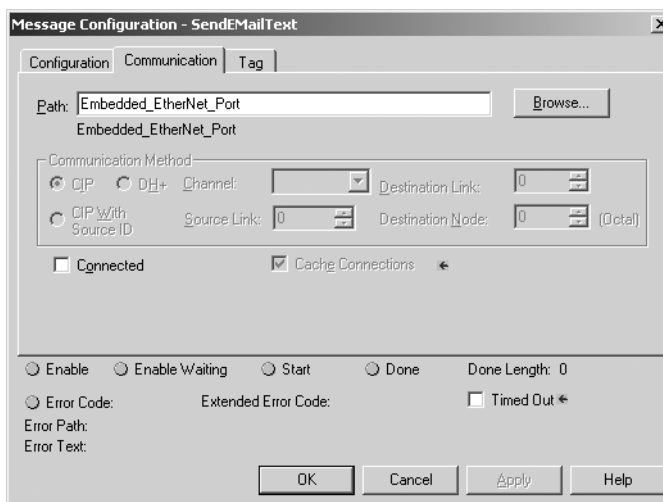 Message Configuration - SendEMailText
Configuration Communication Tag
Path: Embedded_EtherNet_Port Browse...
Embedded_EtherNet_Port
Communication Method
CIP DH+ Channel: Destination Link: 0
CIP With Source ID Source Link: 0 Destination Node: 0 (Octal)
Connected Cache Connections
Enable Enable Waiting Start Done Done Length: 0
Error Code: Extended Error Code: Timed Out
Error Path:
Error Text:
OK Cancel Apply Help